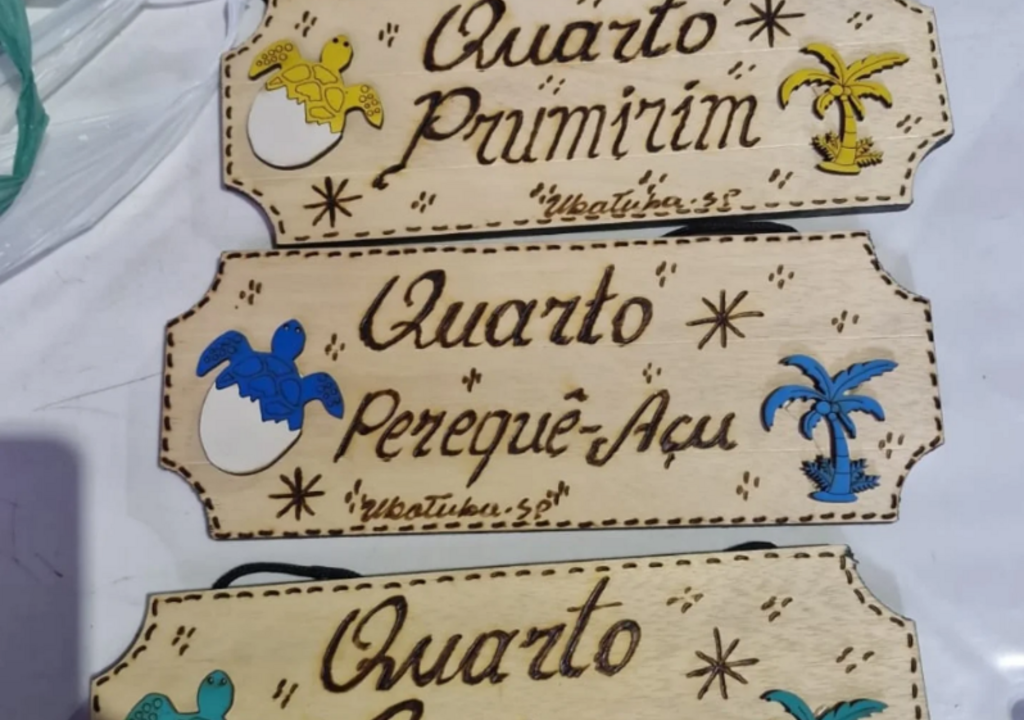 Quarto
Prumirim
"Ubatuba-SP
Quarto
Perequê-Açu
"Ubatuba-SP"
Quarto